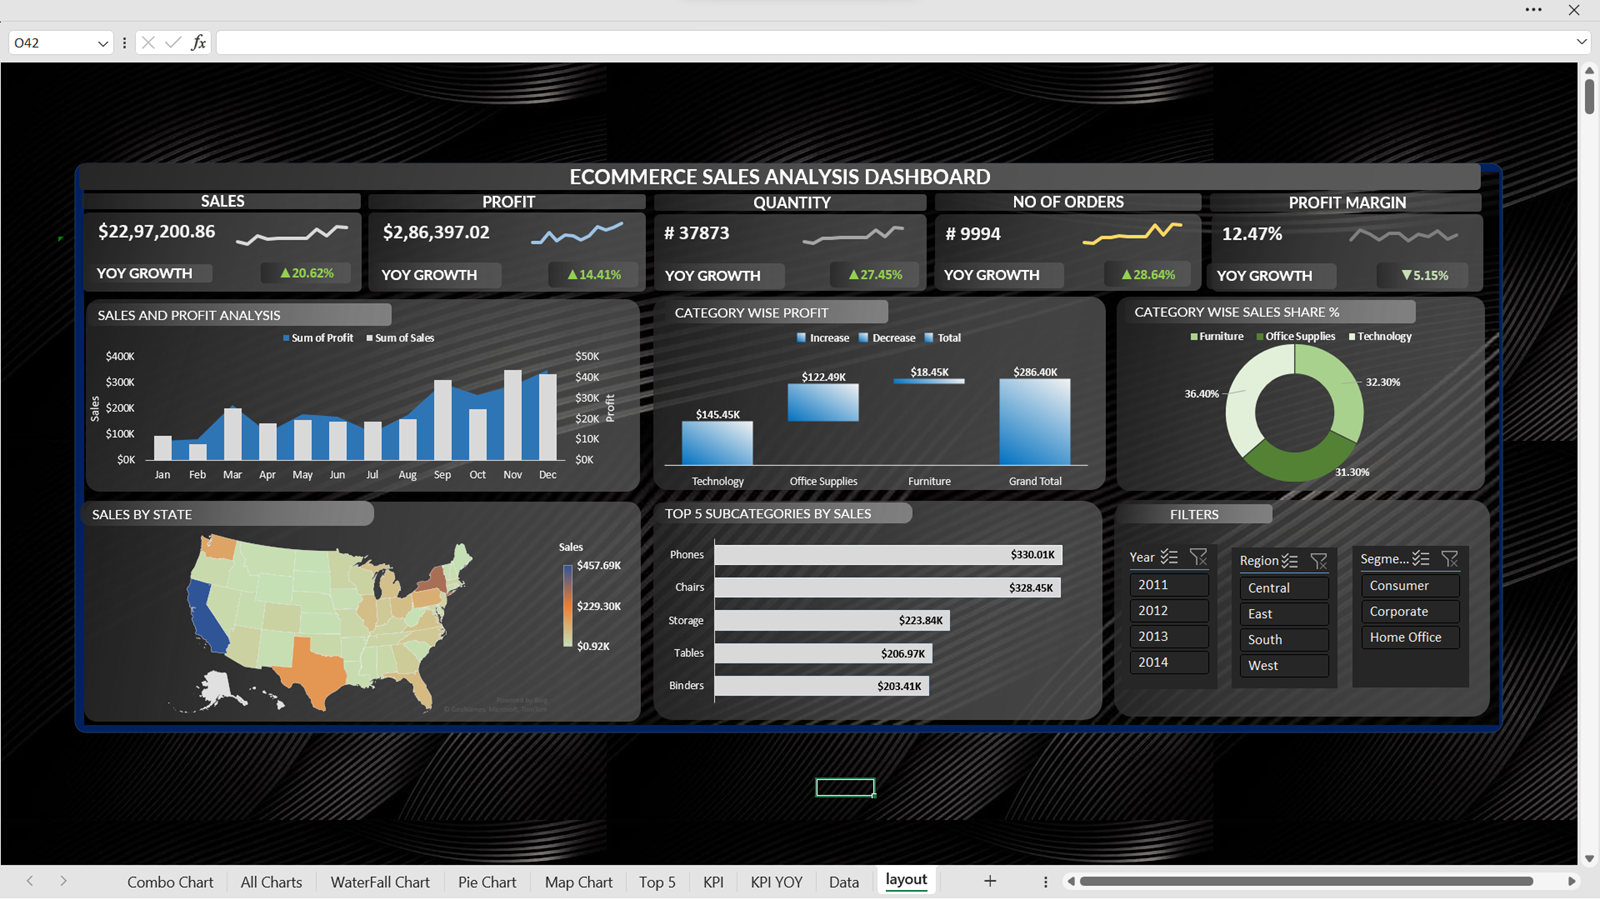 O42
fx
ECOMMERCE SALES ANALYSIS DASHBOARD
SALES
$22,97,200.86
YOY GROWTH
▲20.62%
PROFIT
$2,86,397.02
YOY GROWTH
▲14.41%
QUANTITY
# 37873
YOY GROWTH
▲27.45%
NO OF ORDERS
# 9994
YOY GROWTH
▲28.64%
PROFIT MARGIN
12.47%
YOY GROWTH
▼5.15%
SALES AND PROFIT ANALYSIS
Sum of Profit Sum of Sales
$400K
$300K
$200K
$100K
$0K
Sales
$50K
$40K
$30K
$20K
$10K
$0K
Profit
Jan Feb Mar Apr May Jun Jul Aug Sep Oct Nov Dec
CATEGORY WISE PROFIT
Increase Decrease Total
$145.45K
$122.49K
$18.45K
$286.40K
Technology Office Supplies Furniture Grand Total
CATEGORY WISE SALES SHARE %
Furniture Office Supplies Technology
36.40%
32.30%
31.30%
SALES BY STATE
Sales
$457.69K
$229.30K
$0.92K
Powered by Bing
TOP 5 SUBCATEGORIES BY SALES
Phones $330.01K
Chairs $328.45K
Storage $223.84K
Tables $206.97K
Binders $203.41K
FILTERS
Year
2011
2012
2013
2014
Region
Central
East
South
West
Segme...
Consumer
Corporate
Home Office
Combo Chart All Charts WaterFall Chart Pie Chart Map Chart Top 5 KPI KPI YOY Data layout